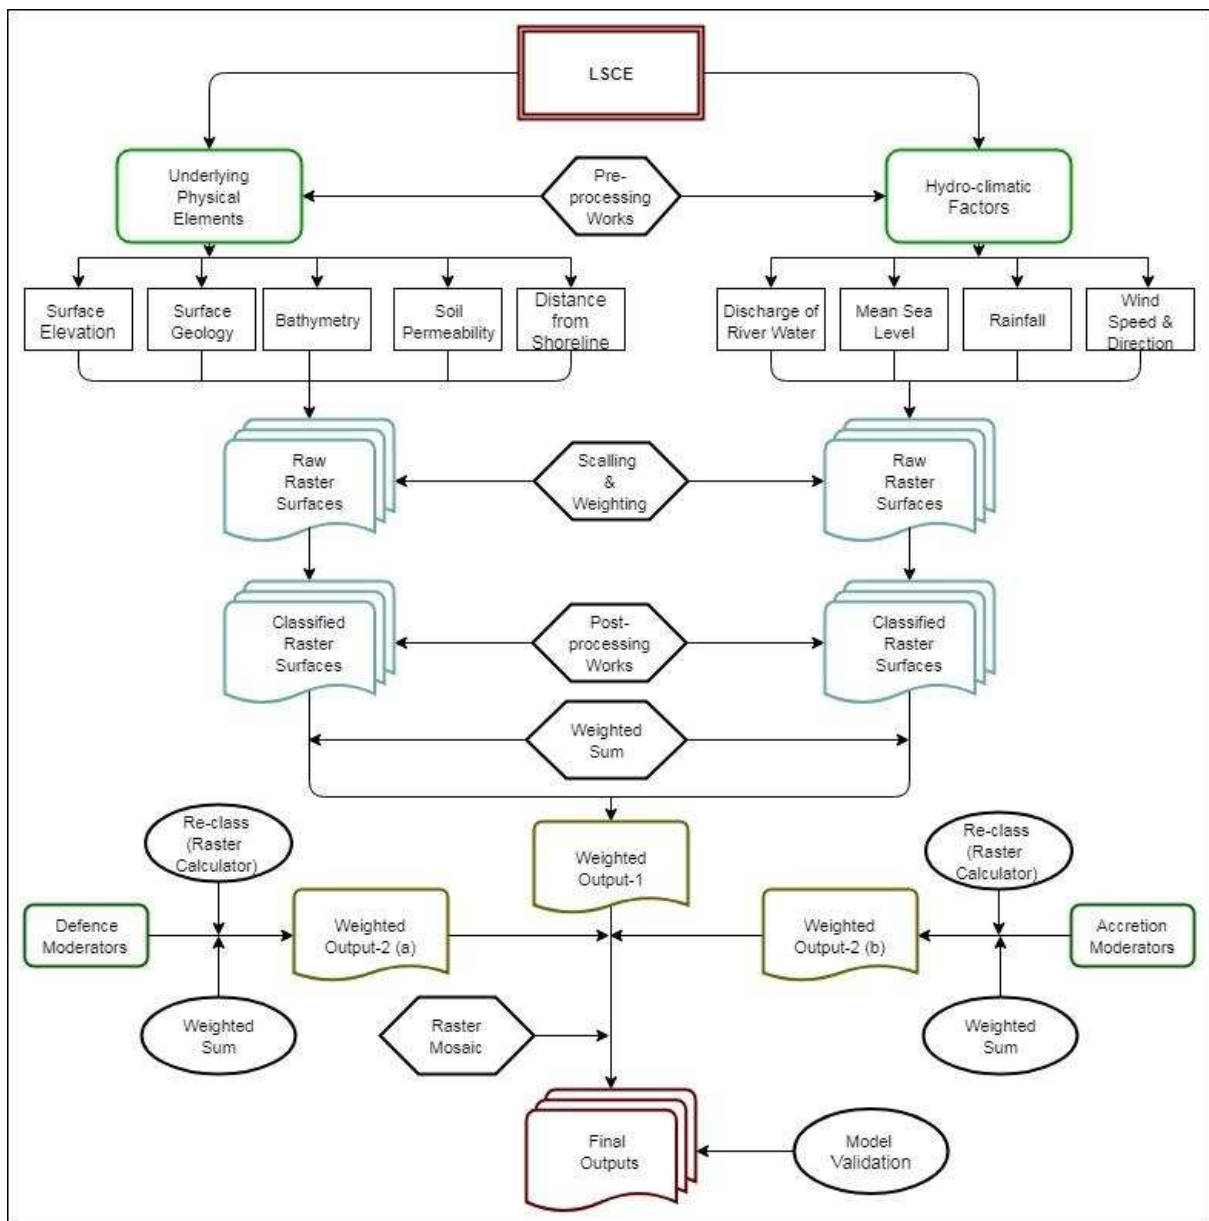 LSCE
Underlying
Physical
Elements
Pre-
processing
Works
Hydro-climatic
Factors
Surface
Elevation
Surface
Geology
Bathymetry
Soil
Permeability
Distance
from
Shoreline
Discharge of
River Water
Mean Sea
Level
Rainfall
Wind
Speed &
Direction
Raw
Raster
Surfaces
Scalling
&
Weighting
Raw
Raster
Surfaces
Classified
Raster
Surfaces
Post-
processing
Works
Classified
Raster
Surfaces
Weighted
Sum
Re-class
(Raster
Calculator)
Weighted
Output-1
Re-class
(Raster
Calculator)
Defence
Moderators
Weighted
Output-2 (a)
Weighted
Output-2 (b)
Accretion
Moderators
Weighted
Sum
Raster
Mosaic
Weighted
Sum
Final
Outputs
Model
Validation